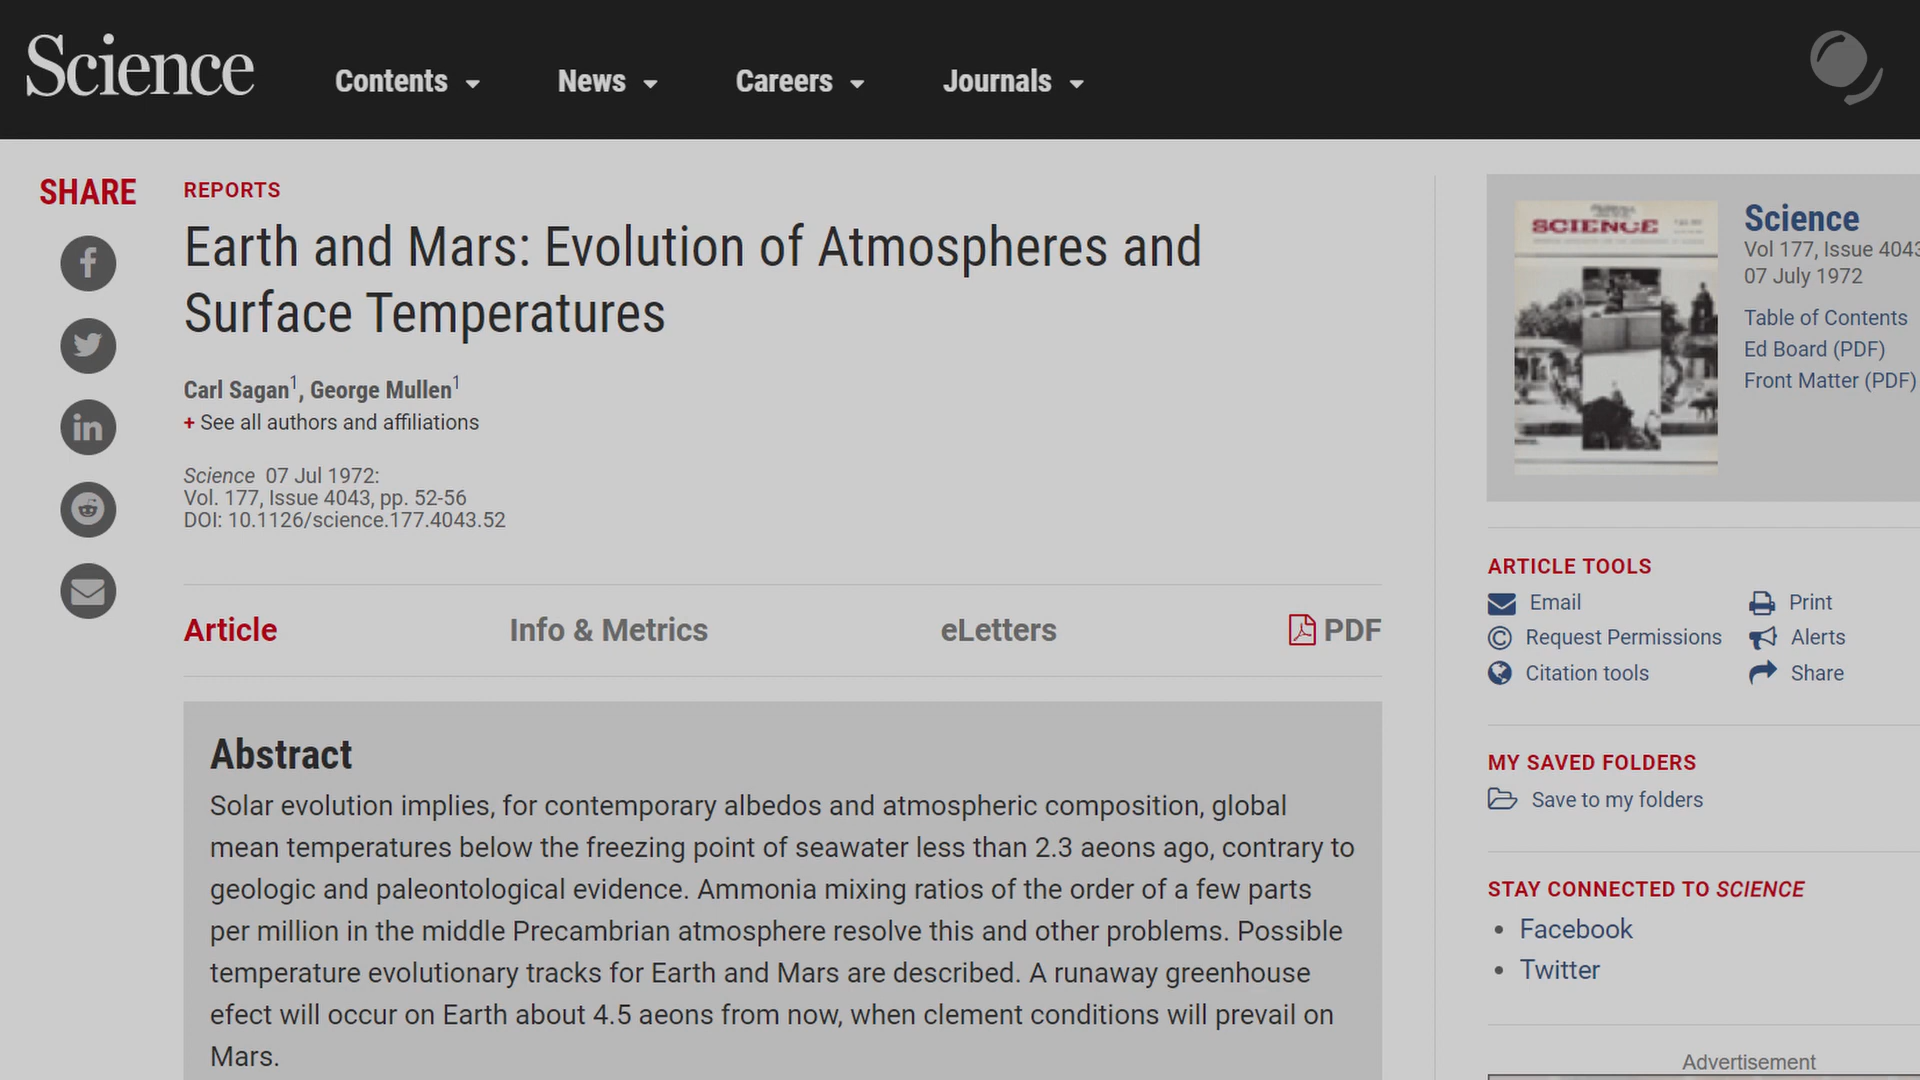 Science
Contents
News
Careers
Journals
SHARE
REPORTS
Earth and Mars: Evolution of Atmospheres and
Surface Temperatures
Carl Sagan1, George Mullen1
+ See all authors and affiliations
Science 07 Jul 1972:
Vol. 177, Issue 4043, pp. 52-56
DOI: 10.1126/science.177.4043.52
Article
Info & Metrics
eLetters
PDF
Abstract
Solar evolution implies, for contemporary albedos and atmospheric composition, global
mean temperatures below the freezing point of seawater less than 2.3 aeons ago, contrary to
geologic and paleontological evidence. Ammonia mixing ratios of the order of a few parts
per million in the middle Precambrian atmosphere resolve this and other problems. Possible
temperature evolutionary tracks for Earth and Mars are described. A runaway greenhouse
efect will occur on Earth about 4.5 aeons from now, when clement conditions will prevail on
Mars.
SCIENCE
Science
Vol 177, Issue 4043
07 July 1972
Table of Contents
Ed Board (PDF)
Front Matter (PDF)
ARTICLE TOOLS
Email
Print
Request Permissions
Alerts
Citation tools
Share
MY SAVED FOLDERS
Save to my folders
STAY CONNECTED TO SCIENCE
Facebook
Twitter
Advertisement